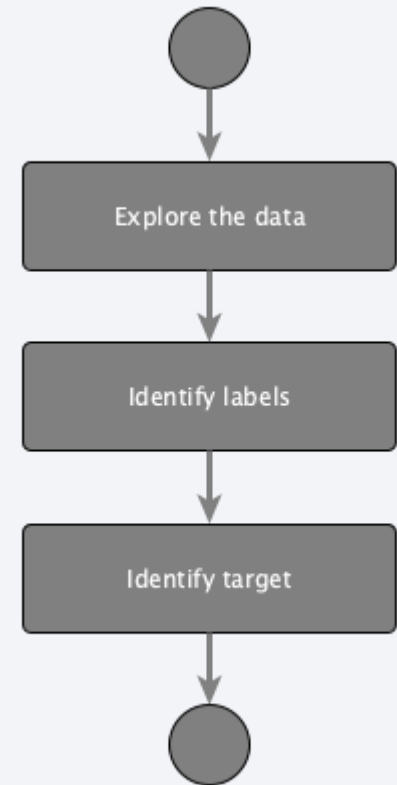 Explore the data
Identify labels
Identify target